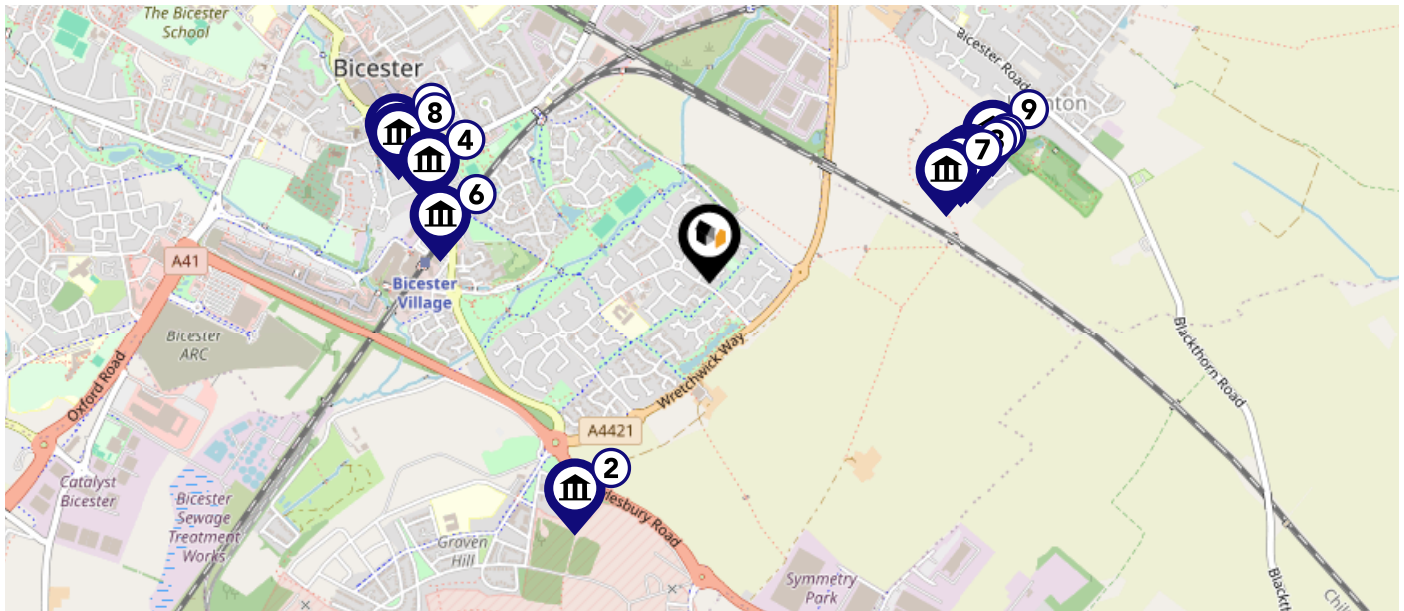 The Bicester
School
Bicester
Bicester Road
8
4
6
9
7
A41
Bicester
Village
Bicester
ARC
Oxford Road
Wretchwick Way
Blackthorn Road
A4421
2
Catalyst
Bicester
Bicester
Sewage
Treatment
Works
Graven
Hill
Symmetry
Park